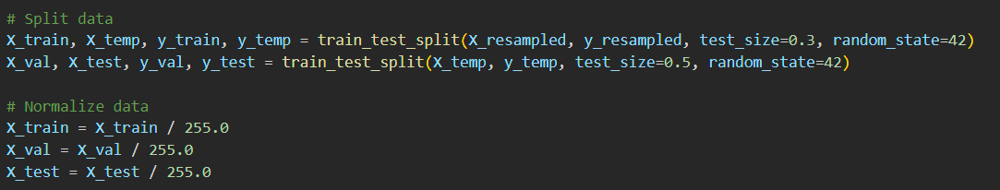 # Split data
X_train, X_temp, y_train, y_temp = train_test_split(X_resampled, y_resampled, test_size=0.3, random_state=42)
X_val, X_test, y_val, y_test = train_test_split(X_temp, y_temp, test_size=0.5, random_state=42)
# Normalize data
X_train = X_train / 255.0
X_val = X_val / 255.0
X_test = X_test / 255.0